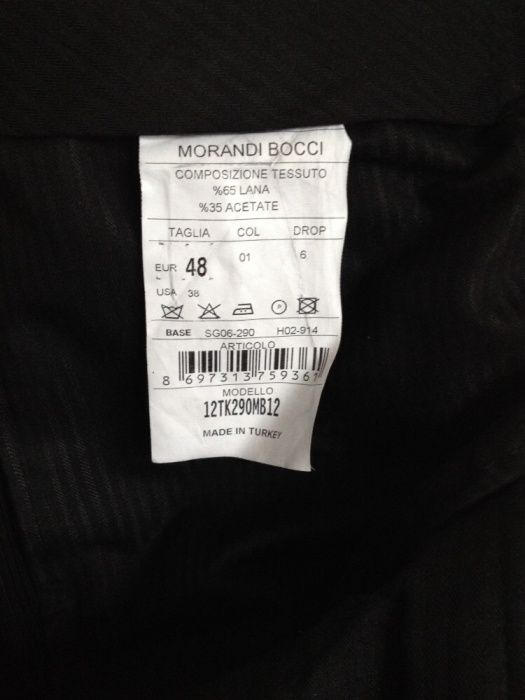 MORANDI BOCCI
COMPOSIZIONE TESSUTO
%65 LANA
%35 ACETATE
TAGLIA COL DROP
EUR 48 01 6
USA 38
BASE SG06-290 H02-914
ARTICOLO
8 697313 759361
MODELLO
12TK290MB12
MADE IN TURKEY